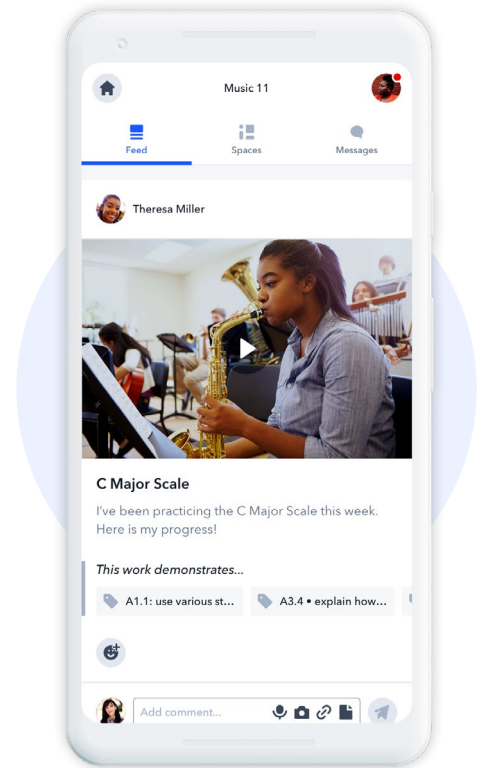 Music 11
Feed
Spaces
Messages
Theresa Miller
C Major Scale
I've been practicing the C Major Scale this week.
Here is my progress!
This work demonstrates...
A1.1: use various st...
A3.4 • explain how...
Add comment...